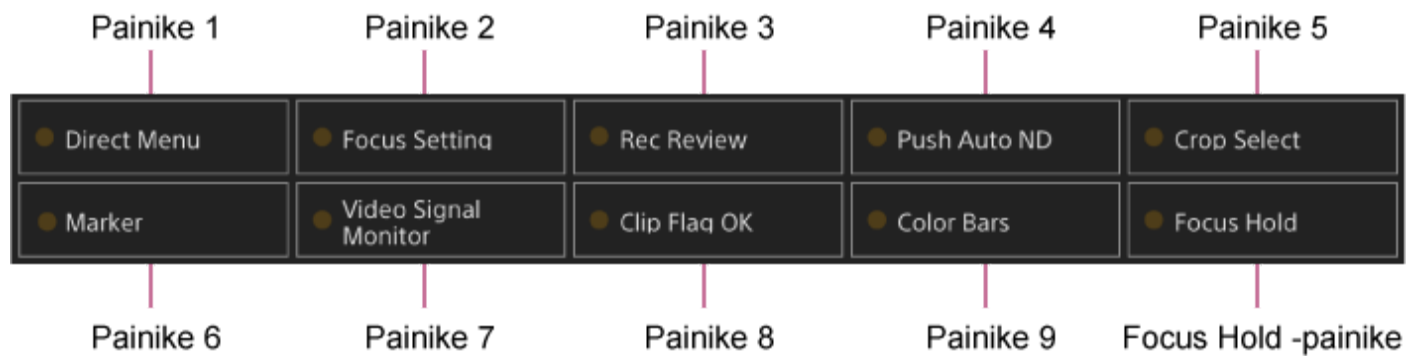 Painike 1 Painike 2 Painike 3 Painike 4 Painike 5
Direct Menu Focus Setting Rec Review Push Auto ND Crop Select
Marker Video Signal Monitor Clip Flag OK Color Bars Focus Hold
Painike 6 Painike 7 Painike 8 Painike 9 Focus Hold -painike